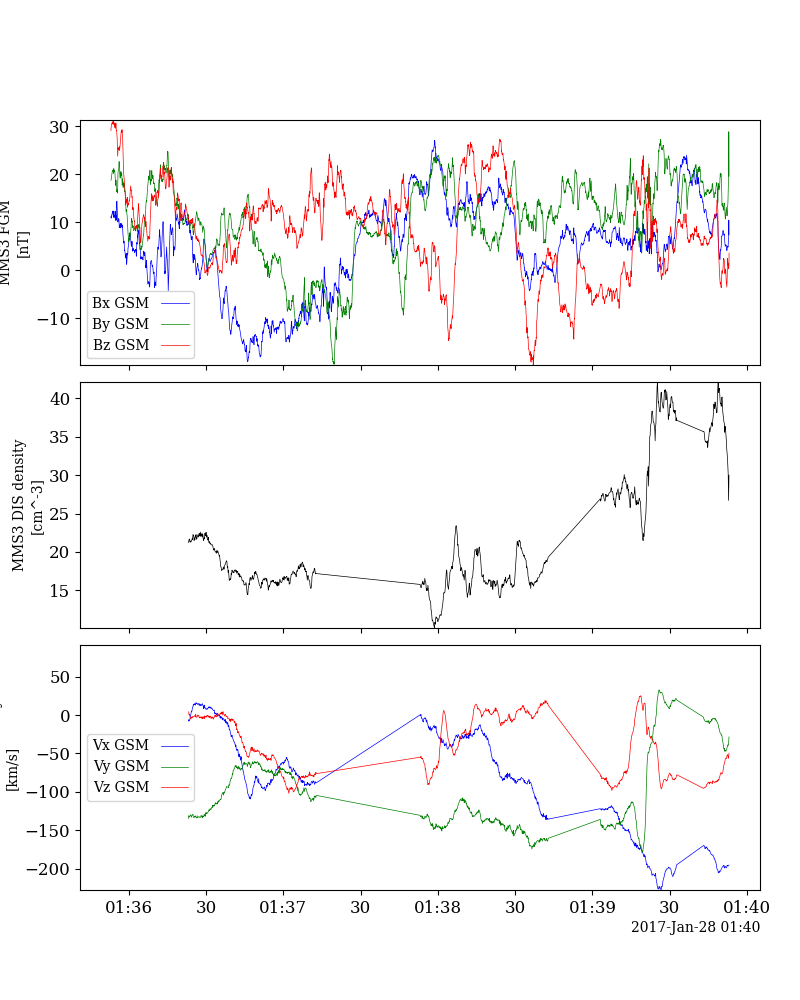 30
20
10
0
−10
MMS3 FGM
[nT]
Bx GSM
By GSM
Bz GSM
40
35
30
25
20
15
MMS3 DIS density
[cm^-3]
50
0
−50
−100
−150
−200
[km/s]
Vx GSM
Vy GSM
Vz GSM
01:36 30 01:37 30 01:38 30 01:39 30 01:40
2017-Jan-28 01:40